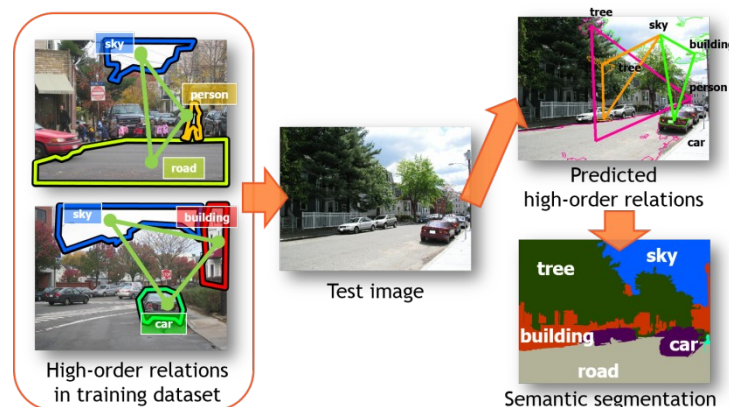 sky
person
road
sky
building
car
High-order relations
in training dataset
Test image
tree
sky
building
tree
person
car
Predicted
high-order relations
tree
sky
building
car
road
Semantic segmentation